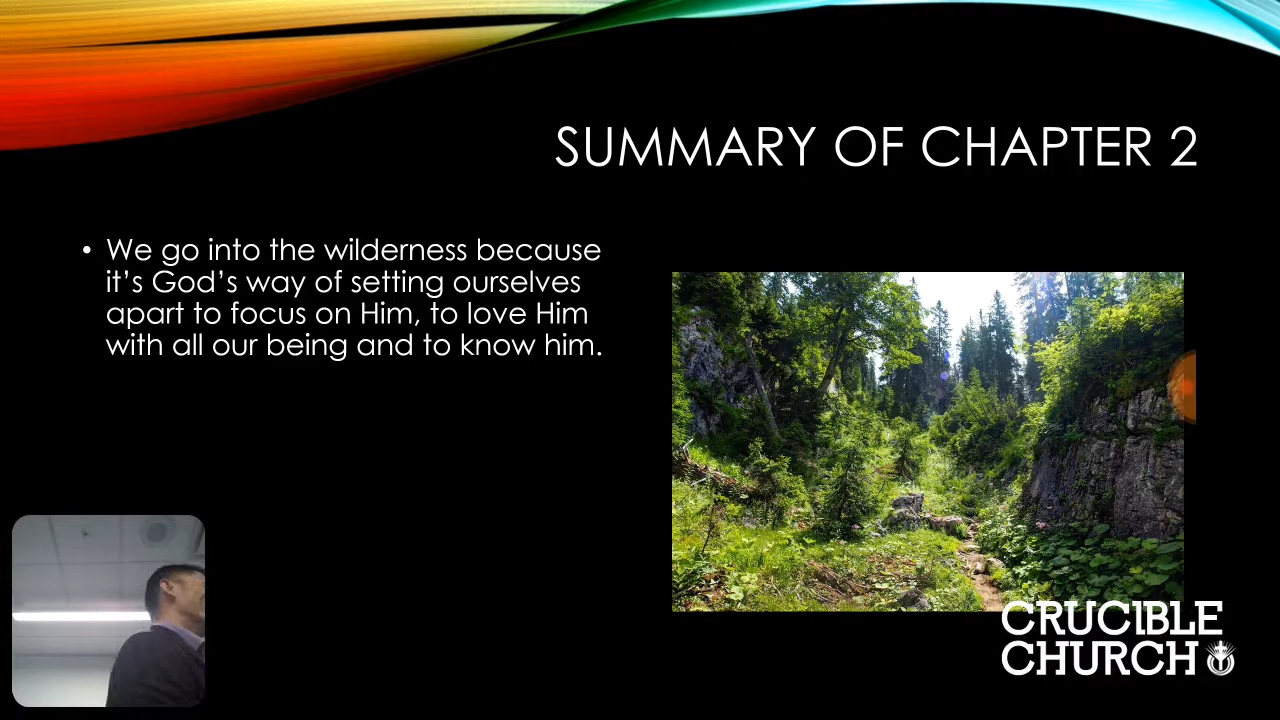 SUMMARY OF CHAPTER 2
• We go into the wilderness because
it's God's way of setting ourselves
apart to focus on Him, to love Him
with all our being and to know him.
CRUCIBLE
CHURCH